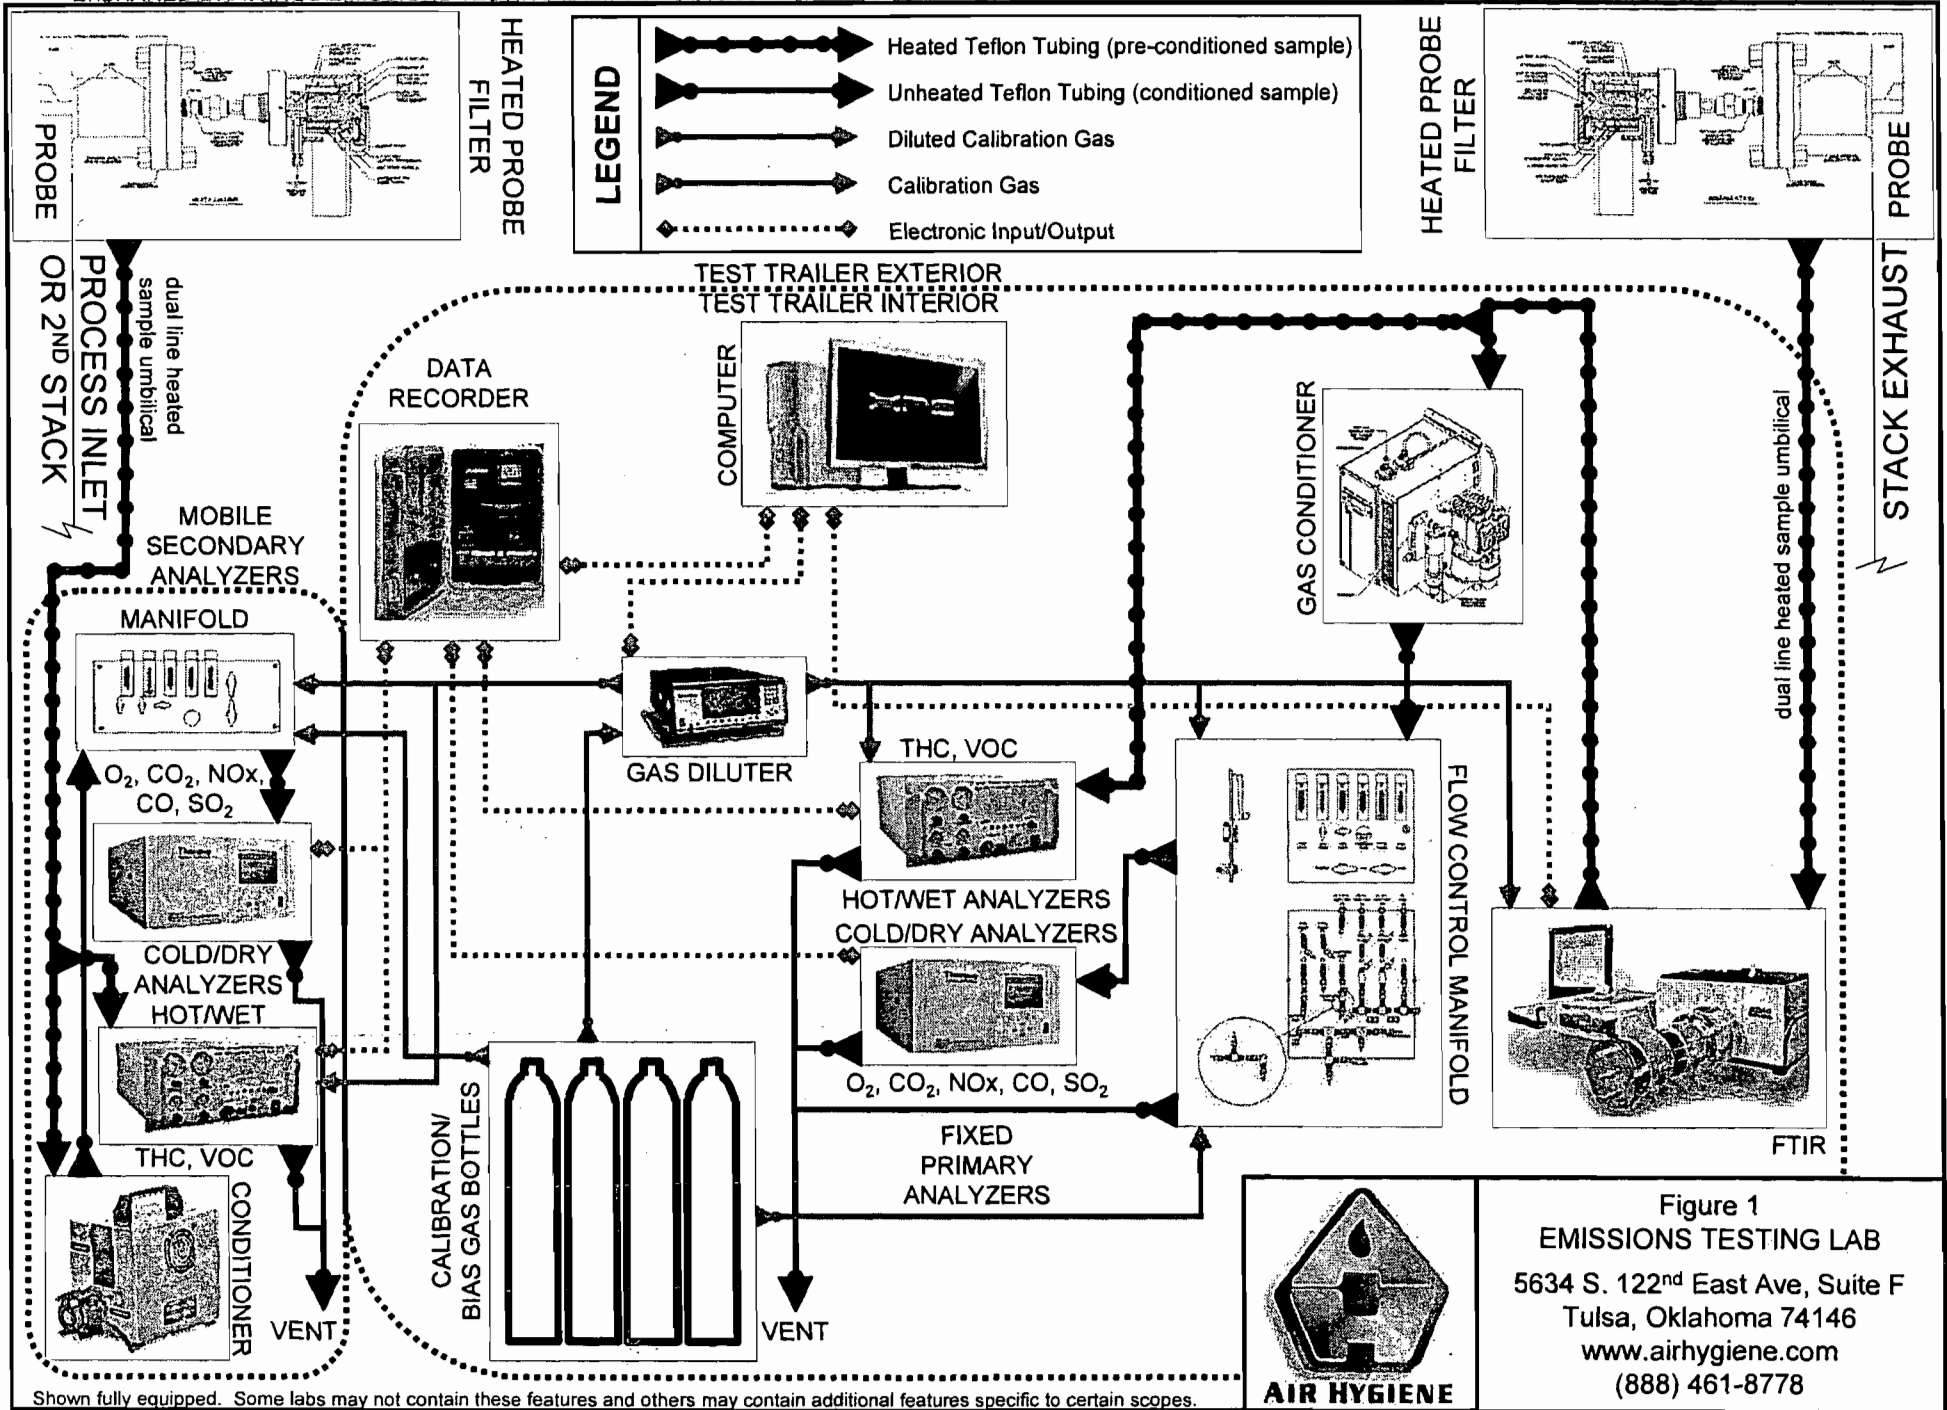 HEATED PROBE
FILTER
PROBE
LEGEND
Heated Teflon Tubing (pre-conditioned sample)
Unheated Teflon Tubing (conditioned sample)
Diluted Calibration Gas
Calibration Gas
Electronic Input/Output
HEATED PROBE
FILTER
PROBE
PROCESS INLET
OR 2ND STACK
dual line heated
sample umbilical
TEST TRAILER EXTERIOR
TEST TRAILER INTERIOR
STACK EXHAUST
dual line heated sample umbilical
DATA
RECORDER
COMPUTER
GAS CONDITIONER
MOBILE
SECONDARY
ANALYZERS
MANIFOLD
O2, CO2, NOx,
CO, SO2
COLD/DRY
ANALYZERS
HOT/WET
THC, VOC
CONDITIONER
VENT
GAS DILUTER
CALIBRATION/
BIAS GAS BOTTLES
THC, VOC
HOT/WET ANALYZERS
COLD/DRY ANALYZERS
O2, CO2, NOx, CO, SO2
FIXED
PRIMARY
ANALYZERS
VENT
FLOW CONTROL MANIFOLD
FTIR
AIR HYGIENE
Figure 1
EMISSIONS TESTING LAB
5634 S. 122nd East Ave, Suite F
Tulsa, Oklahoma 74146
www.airhygiene.com
(888) 461-8778
Shown fully equipped. Some labs may not contain these features and others may contain additional features specific to certain scopes.